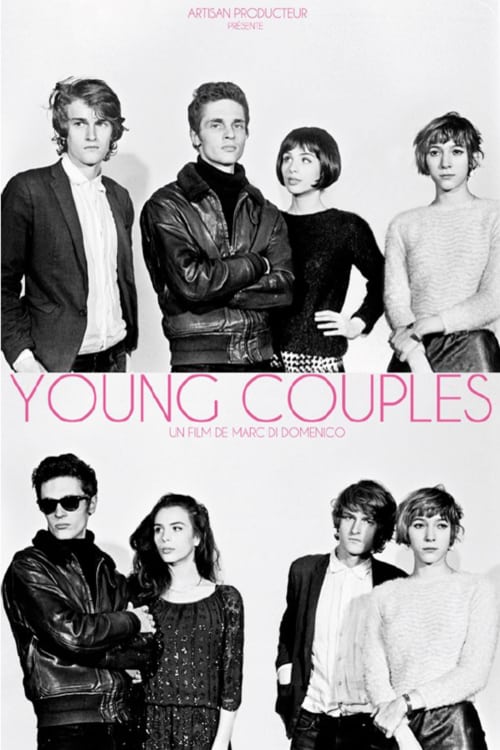 ARTISAN PRODUCTEUR
PRÉSENTE
YOUNG COUPLES
UN FILM DE MARC DI DOMENICO